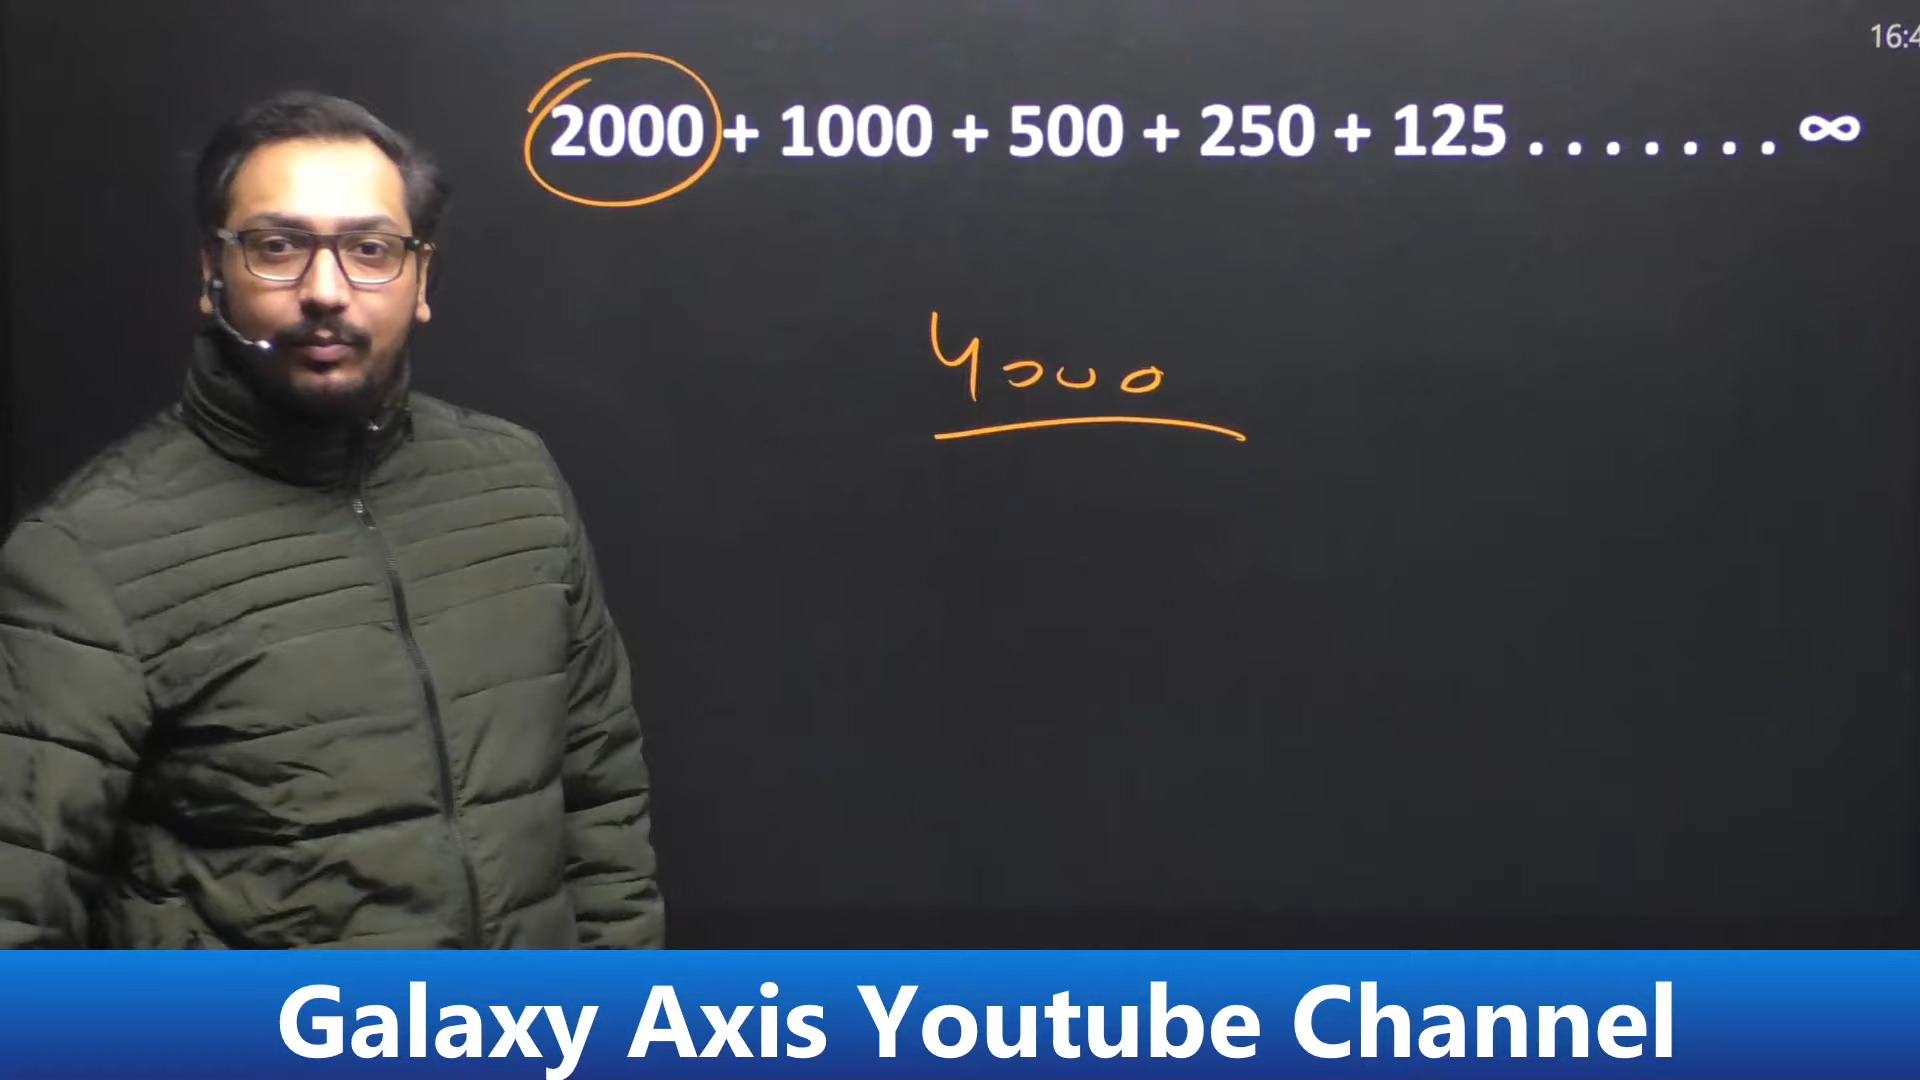 16:4
2000 + 1000 + 500 + 250 + 125 . . . . . . . ∞
4000
Galaxy Axis Youtube Channel